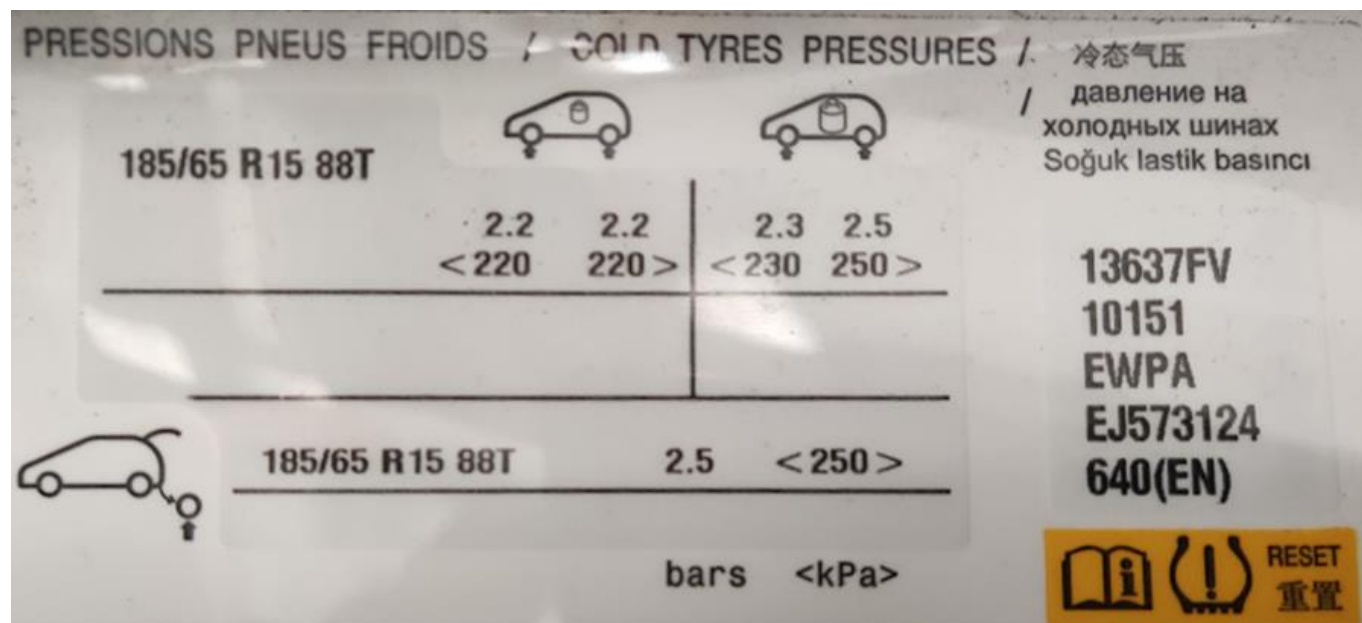 PRESSIONS PNEUS FROIDS / COLD TYRES PRESSURES / 冷态气压
/ давление на
холодных шинах
Soğuk lastik basıncı
185/65 R15 88T
2.2 2.2 2.3 2.5
<220 220> <230 250>
185/65 R15 88T 2.5 <250>
bars <kPa>
13637FV
10151
EWPA
EJ573124
640(EN)
RESET
重置